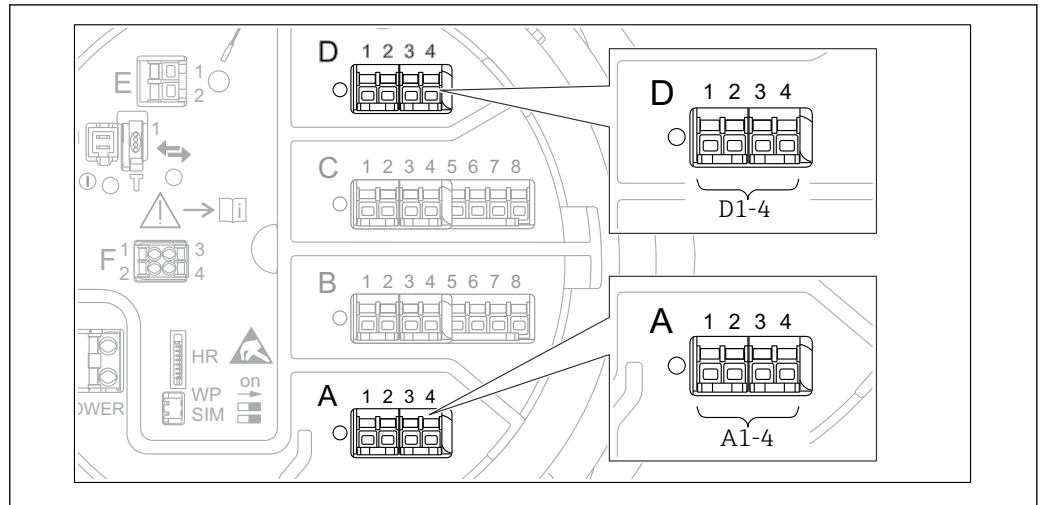 D 1 2 3 4
E 1
2
D 1 2 3 4
D1-4
1
C 1 2 3 4 5 6 7 8
i
F 1 3
2 4
B 1 2 3 4 5 6 7 8
A 1 2 3 4
A1-4
HR
WP on
SIM
A 1 2 3 4
OWER